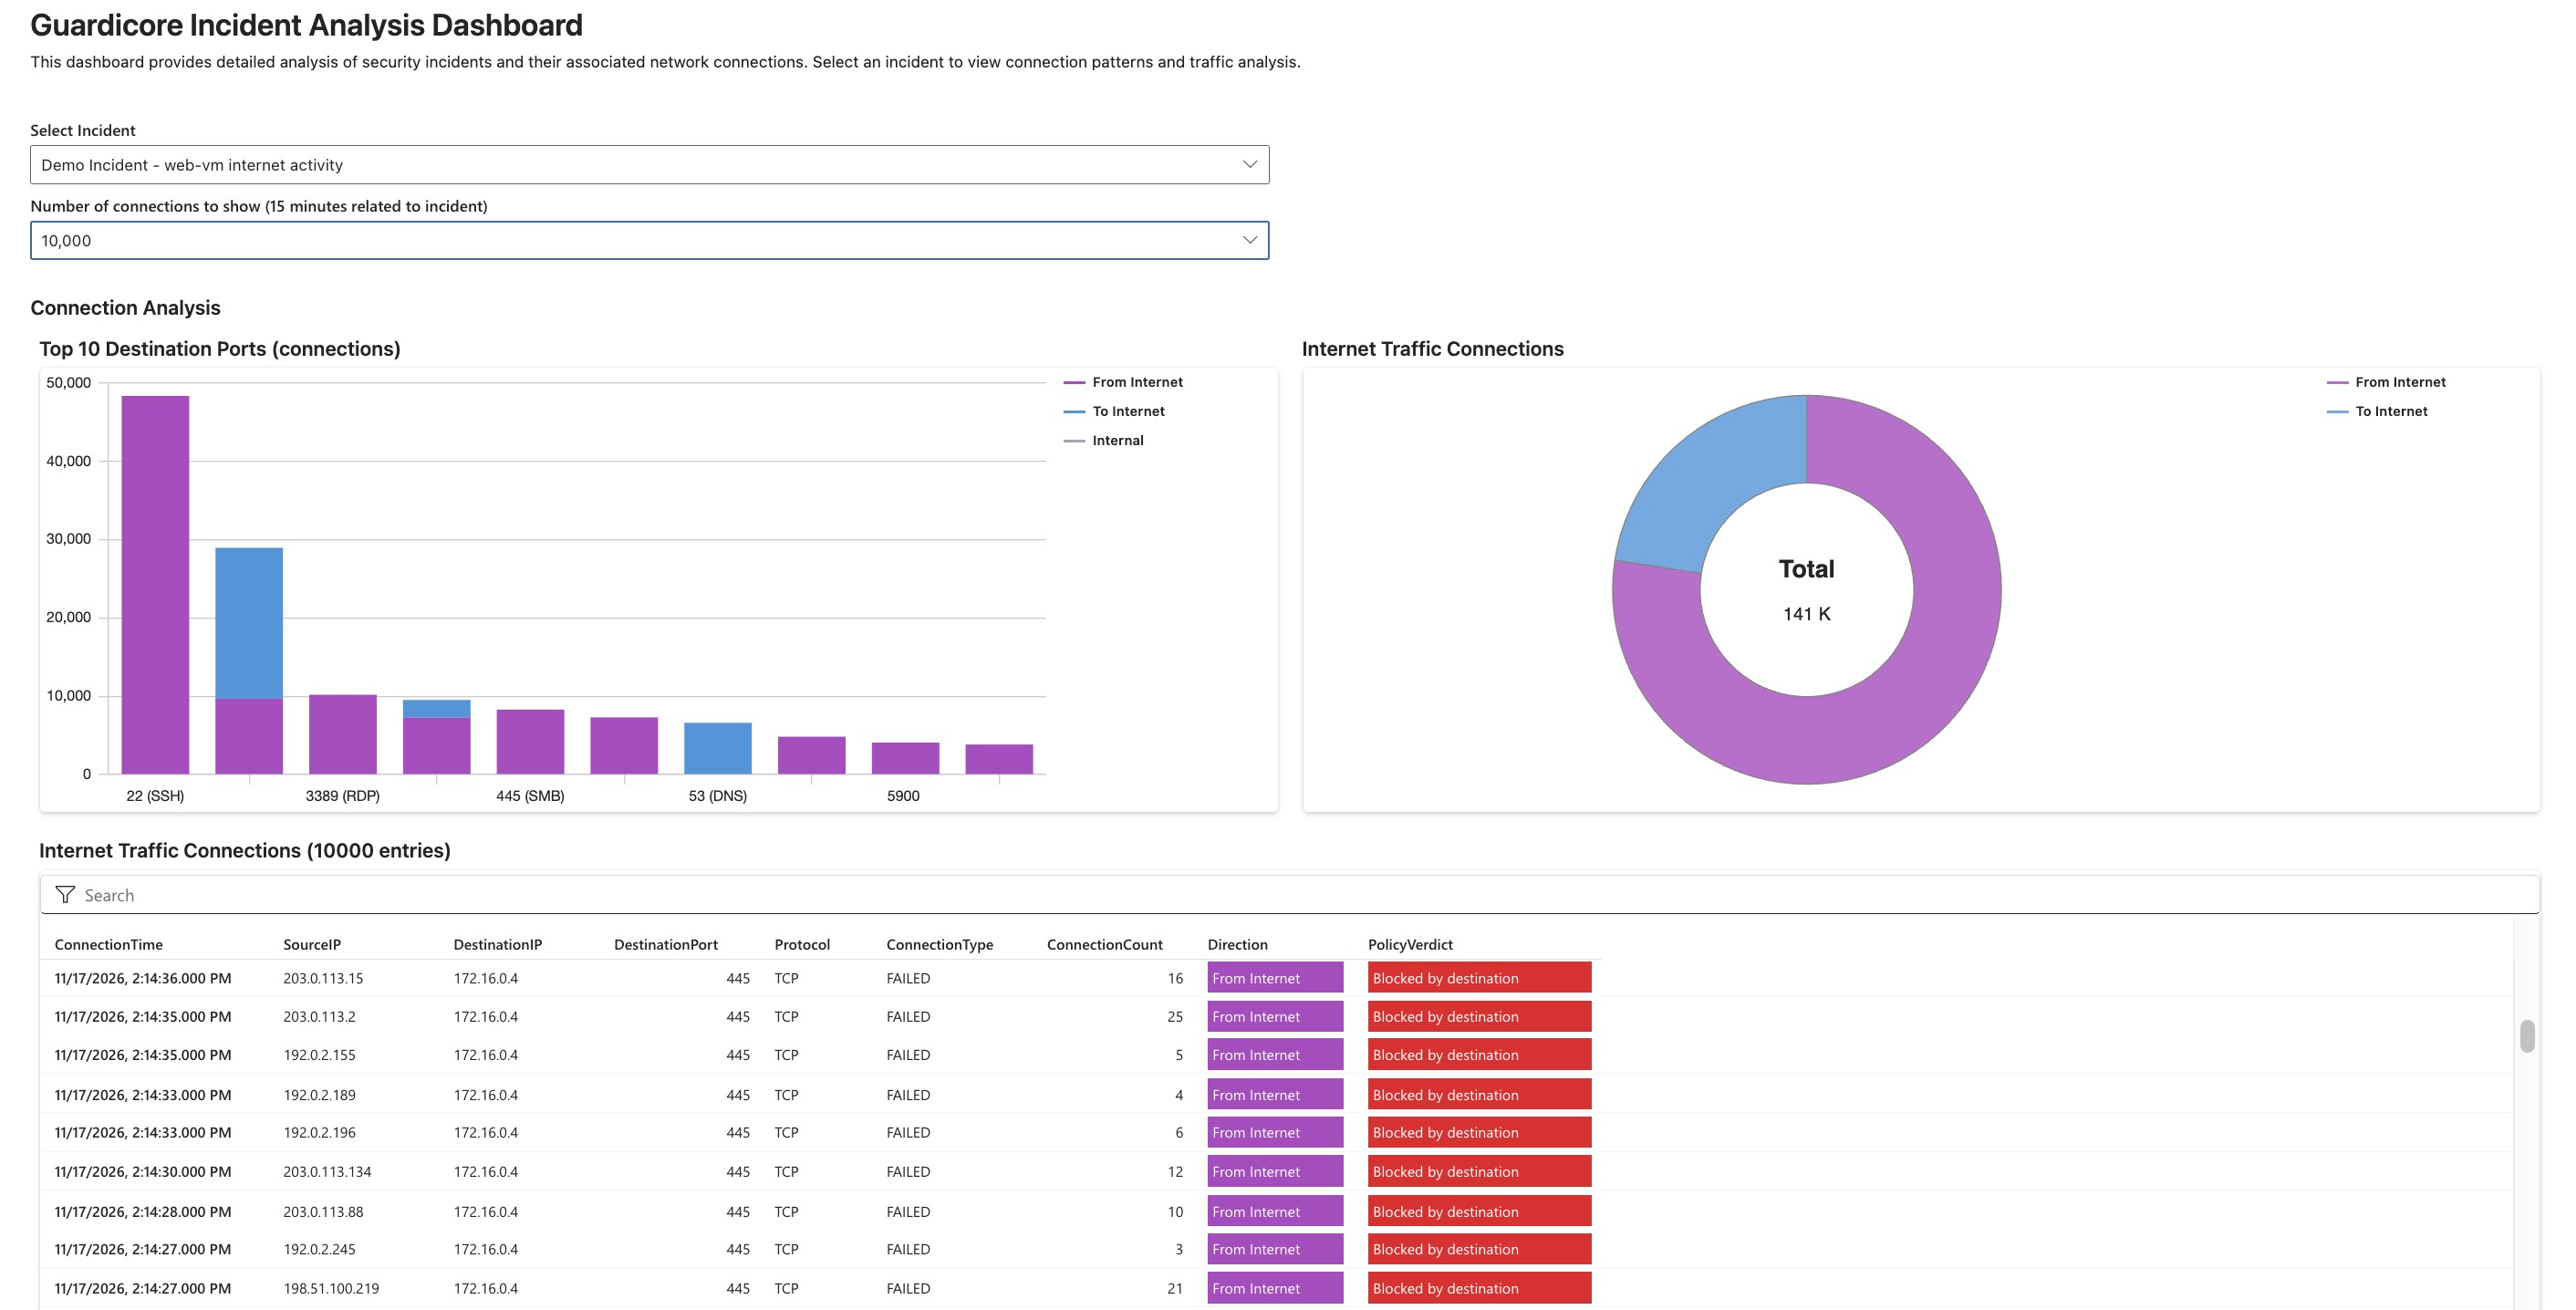 Guardicore Incident Analysis Dashboard
This dashboard provides detailed analysis of security incidents and their associated network connections. Select an incident to view connection patterns and traffic analysis.
Select Incident
Demo Incident - web-vm internet activity
Number of connections to show (15 minutes related to incident)
10,000
Connection Analysis
Top 10 Destination Ports (connections)
50,000
40,000
30,000
20,000
10,000
0
22 (SSH) 3389 (RDP) 445 (SMB) 53 (DNS) 5900
From Internet
To Internet
Internal
Internet Traffic Connections
Total
141 K
From Internet
To Internet
Internet Traffic Connections (10000 entries)
Search
ConnectionTime SourceIP DestinationIP DestinationPort Protocol ConnectionType ConnectionCount Direction PolicyVerdict
11/17/2026, 2:14:36.000 PM 203.0.113.15 172.16.0.4 445 TCP FAILED 16 From Internet Blocked by destination
11/17/2026, 2:14:35.000 PM 203.0.113.2 172.16.0.4 445 TCP FAILED 25 From Internet Blocked by destination
11/17/2026, 2:14:35.000 PM 192.0.2.155 172.16.0.4 445 TCP FAILED 5 From Internet Blocked by destination
11/17/2026, 2:14:33.000 PM 192.0.2.189 172.16.0.4 445 TCP FAILED 4 From Internet Blocked by destination
11/17/2026, 2:14:33.000 PM 192.0.2.196 172.16.0.4 445 TCP FAILED 6 From Internet Blocked by destination
11/17/2026, 2:14:30.000 PM 203.0.113.134 172.16.0.4 445 TCP FAILED 12 From Internet Blocked by destination
11/17/2026, 2:14:28.000 PM 203.0.113.88 172.16.0.4 445 TCP FAILED 10 From Internet Blocked by destination
11/17/2026, 2:14:27.000 PM 192.0.2.245 172.16.0.4 445 TCP FAILED 3 From Internet Blocked by destination
11/17/2026, 2:14:27.000 PM 198.51.100.219 172.16.0.4 445 TCP FAILED 21 From Internet Blocked by destination